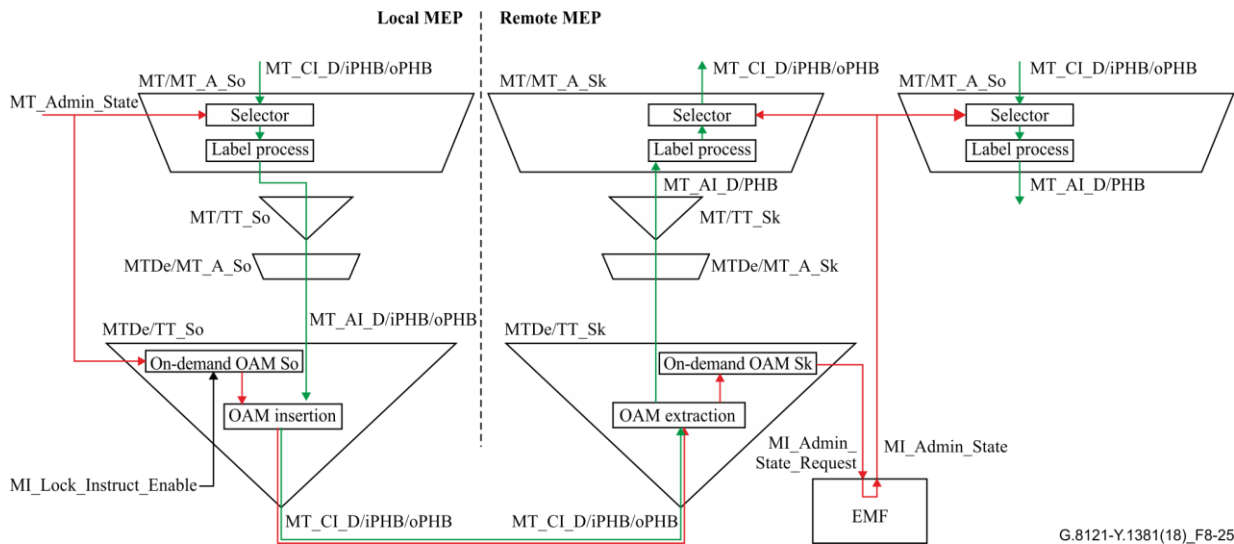 Local MEP
Remote MEP
MT_CI_D/iPHB/oPHB
MT_CI_D/iPHB/oPHB
MT_CI_D/iPHB/oPHB
MT/MT_A_So
MT/MT_A_Sk
MT/MT_A_So
MT_Admin_State
Selector
Selector
Selector
Label process
Label process
Label process
MT_AI_D/PHB
MT_AI_D/PHB
MT/TT_So
MT/TT_Sk
MTDe/MT_A_So
MTDe/MT_A_Sk
MT_AI_D/iPHB/oPHB
MTDe/TT_So
MTDe/TT_Sk
On-demand OAM So
On-demand OAM Sk
OAM insertion
OAM extraction
MI_Admin_
State_Request
MI_Admin_State
MI_Lock_Instruct_Enable
MT_CI_D/iPHB/oPHB
MT_CI_D/iPHB/oPHB
EMF
G.8121-Y.1381(18)_F8-25